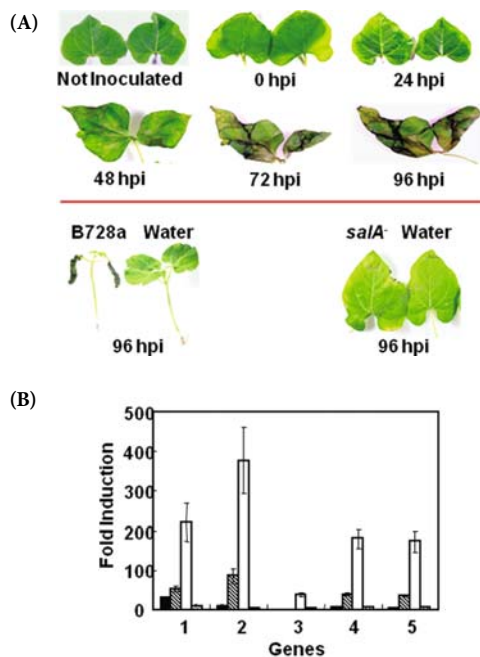 (A)
Not Inoculated 0 hpi 24 hpi
48 hpi 72 hpi 96 hpi
B728a Water salA- Water
96 hpi 96 hpi
(B)
500
400
300
200
100
0
Fold Induction
1 2 3 4 5
Genes